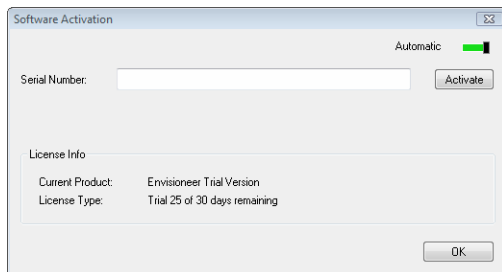 Software Activation
Automatic
Serial Number:
Activate
License Info
Current Product: Envisioneer Trial Version
License Type: Trial 25 of 30 days remaining
OK